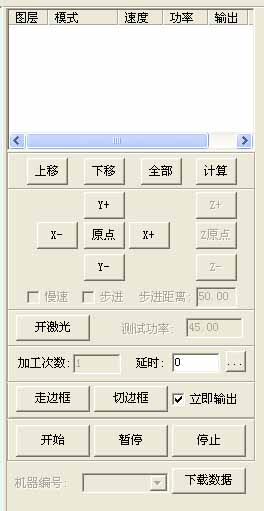 图层 模式 速度 功率 输出
上移 下移 全部 计算
Y+ Z+
X- 原点 X+ Z原点
Y- Z-
慢速 步进 步进距离: 50.00
开激光 测试功率: 45.00
加工次数: 1 延时: 0 ...
走边框 切边框 立即输出
开始 暂停 停止
机器编号: 下载数据